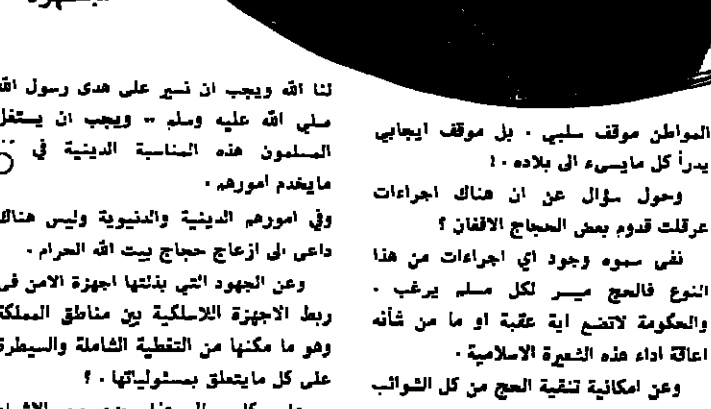 المواطن موقف سلبي . بل موقف ايجابي
يدرأ كل مايسىء الى بلاده . !
وحول سؤال عن ان هناك اجراءات
عرقلت قدوم بعض الحجاج الافغان ؟
نفى سموه وجود اي اجراءات من هذا
النوع فالحج ميسر لكل مسلم يرغب .
والحكومة لاتضع اية عقبة او ما من شأنه
اعاقة اداء هذه الشعيرة الاسلامية .
وعن امكانية تنقية الحج من كل الشوائب
لنا الله ويجب ان نسير على هدى رسول الله
صلي الله عليه وسلم .. ويجب ان يستغل
المسلمون هذه المناسبة الدينية في
مايخدم امورهم .
وفي امورهم الدينية والدنيوية وليس هناك
داعى الى ازعاج حجاج بيت الله الحرام .
وعن الجهود التي بذلتها اجهزة الامن فى
ربط الاجهزة اللاسلكية بين مناطق المملكة
وهو ما مكنها من التغطية الشاملة والسيطرة
على كل مايتعلق بمسئولياتها . ؟